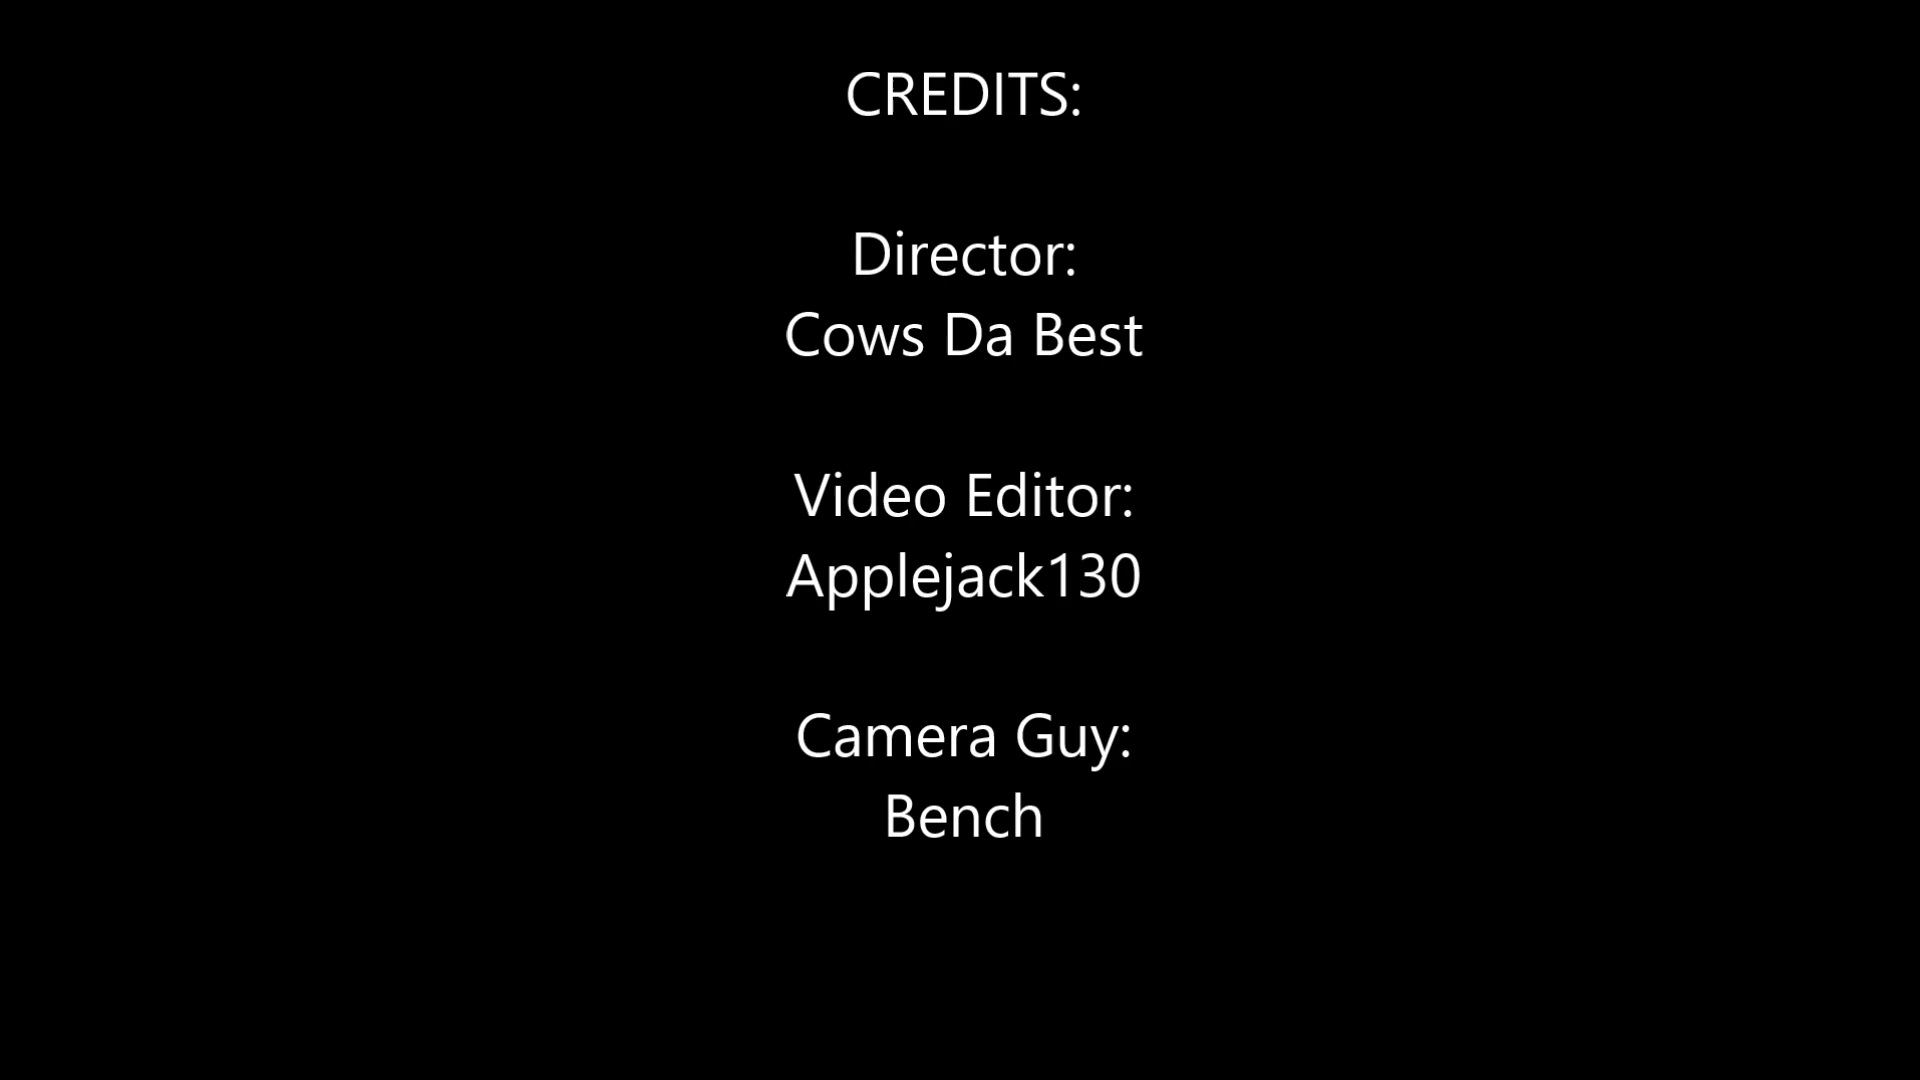 CREDITS:
Director:
Cows Da Best
Video Editor:
Applejack130
Camera Guy:
Bench